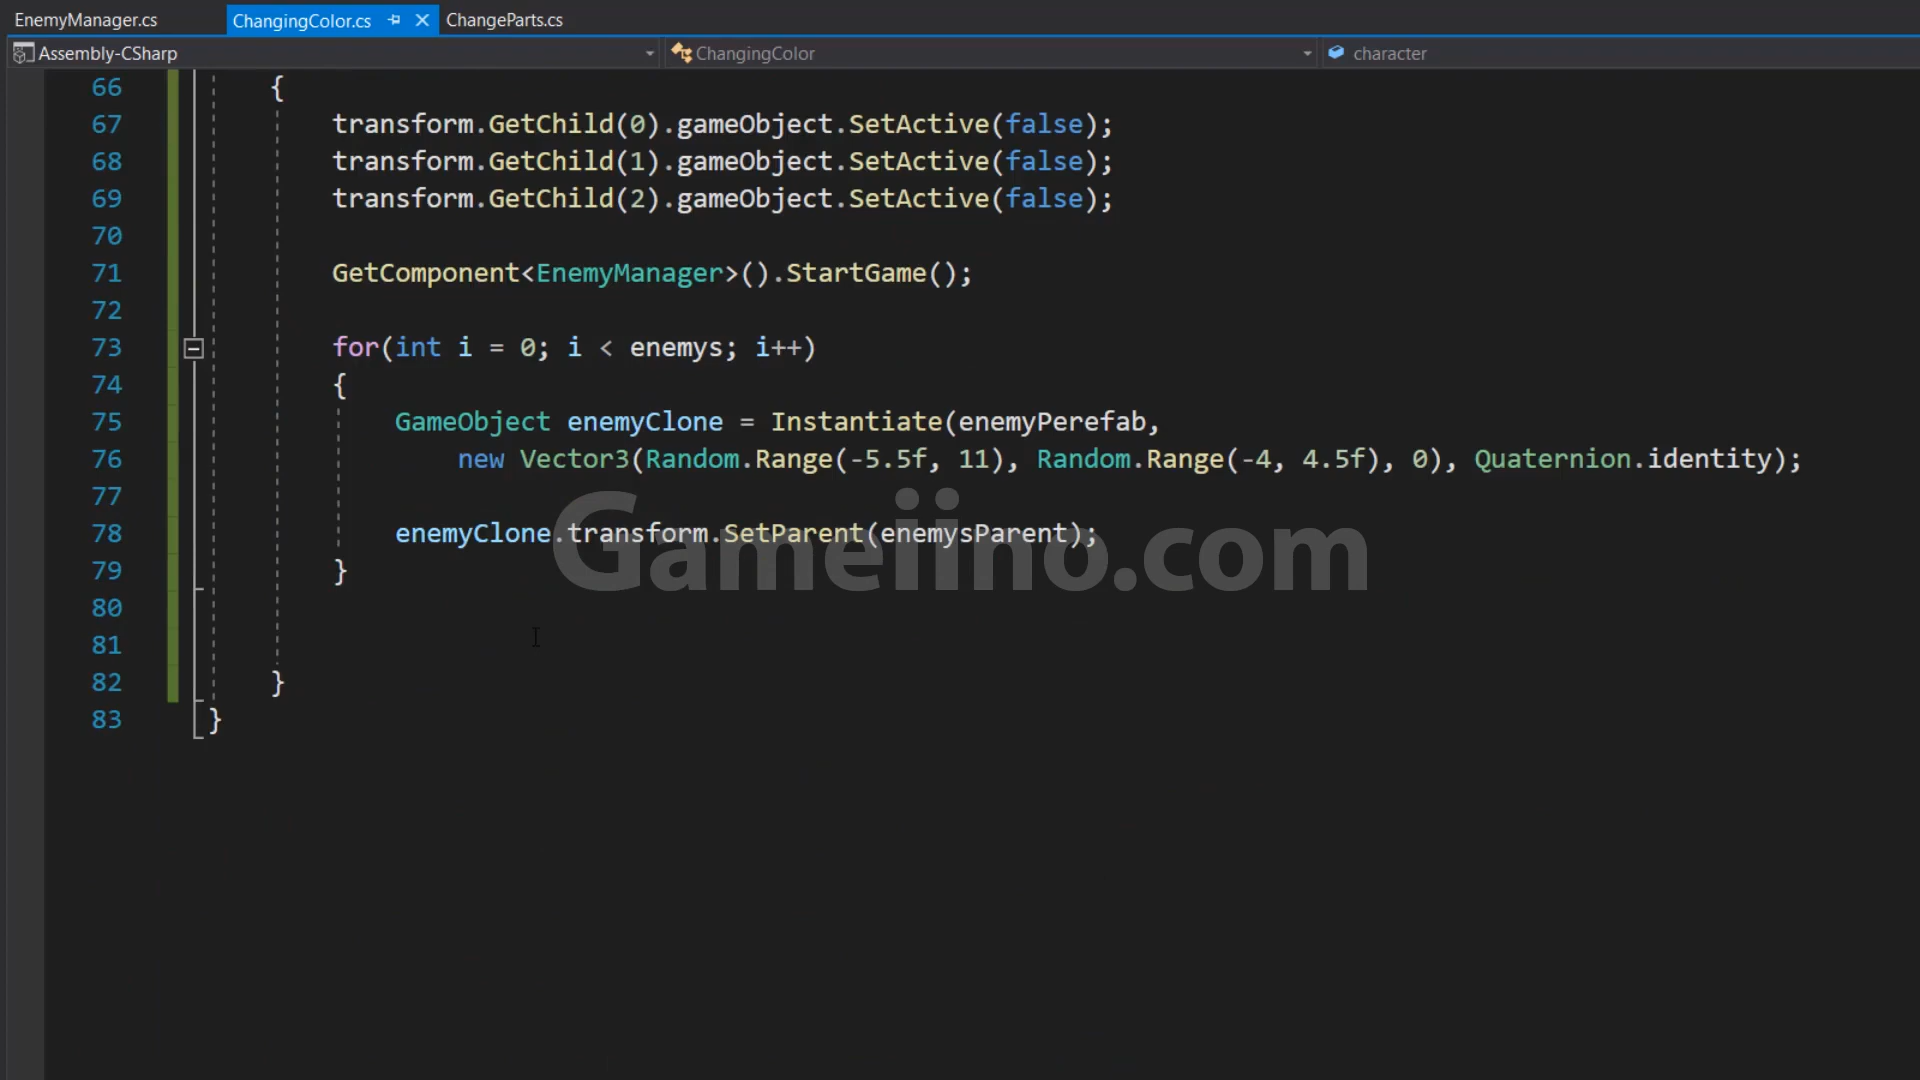 EnemyManager.cs ChangingColor.cs ChangeParts.cs
Assembly-CSharp ChangingColor character
66 {
67 transform.GetChild(0).gameObject.SetActive(false);
68 transform.GetChild(1).gameObject.SetActive(false);
69 transform.GetChild(2).gameObject.SetActive(false);
70
71 GetComponent<EnemyManager>().StartGame();
72
73 for(int i = 0; i < enemys; i++)
74 {
75 GameObject enemyClone = Instantiate(enemyPerefab,
76 new Vector3(Random.Range(-5.5f, 11), Random.Range(-4, 4.5f), 0), Quaternion.identity);
77
78 enemyClone.transform.SetParent(enemysParent);
Gameiino.com
79 }
80
81
82 }
83 }